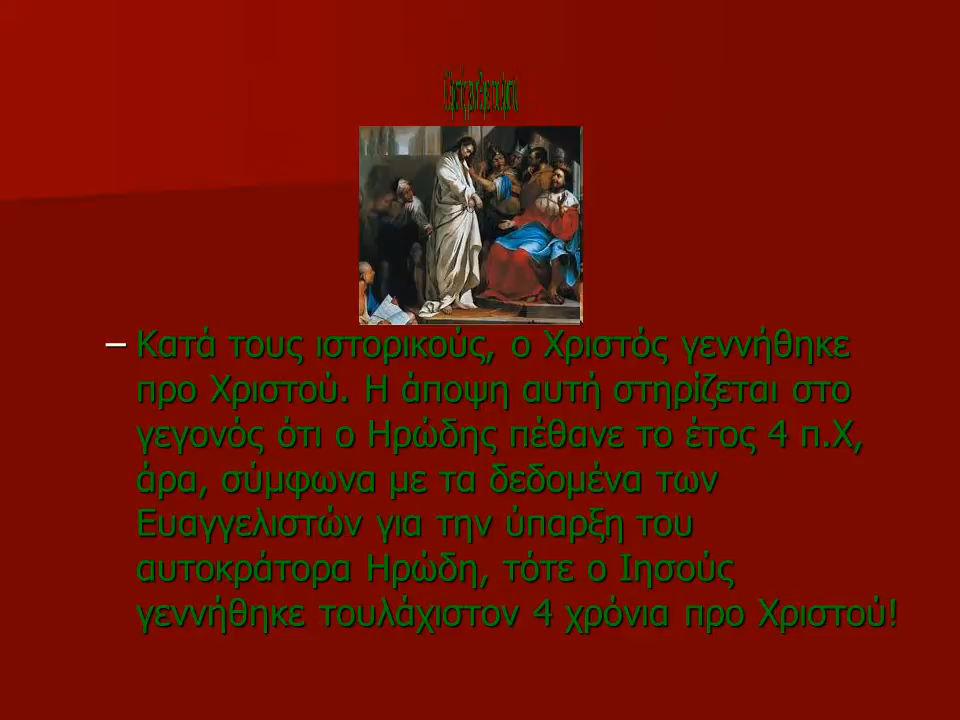 – Κατά τους ιστορικούς, ο Χριστός γεννήθηκε
προ Χριστού. Η άποψη αυτή στηρίζεται στο
γεγονός ότι ο Ηρώδης πέθανε το έτος 4 π.Χ,
άρα, σύμφωνα με τα δεδομένα των
Ευαγγελιστών για την ύπαρξη του
αυτοκράτορα Ηρώδη, τότε ο Ιησούς
γεννήθηκε τουλάχιστον 4 χρόνια προ Χριστού!